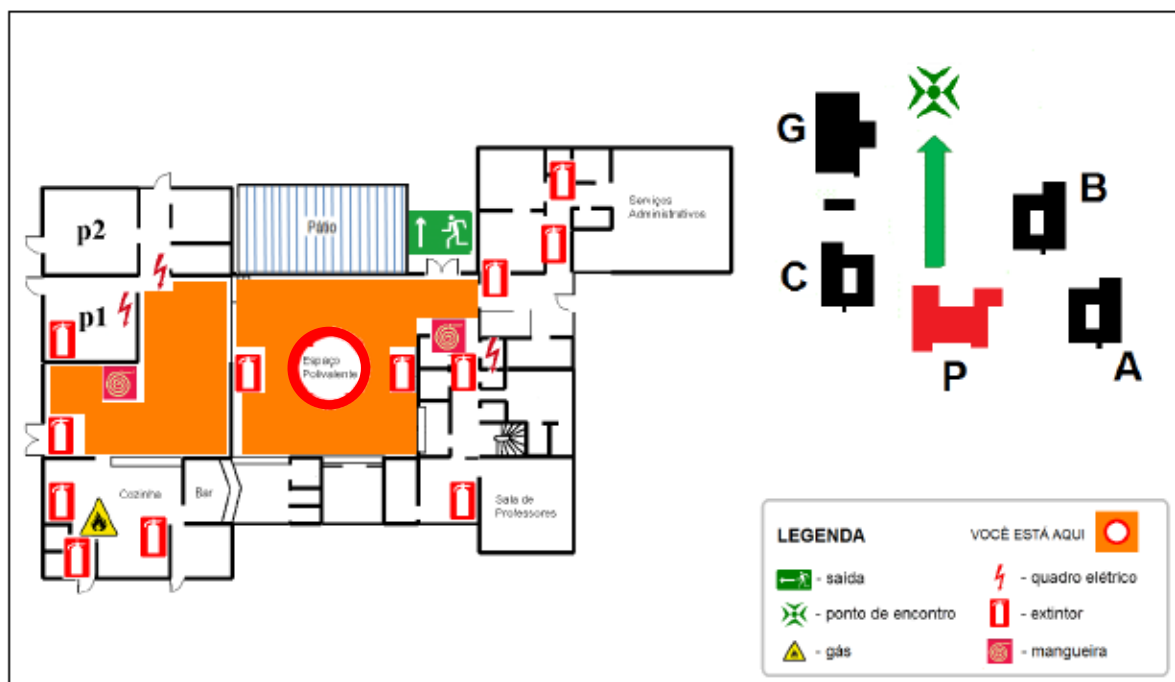 p2
Pátio
Serviços
Administrativos
p1
Espaço
Polivalente
Cozinha
Bar
Sala de
Professores
G
B
C
A
P
LEGENDA
VOCÊ ESTÁ AQUI
- saída
- quadro elétrico
- ponto de encontro
- extintor
- gás
- mangueira